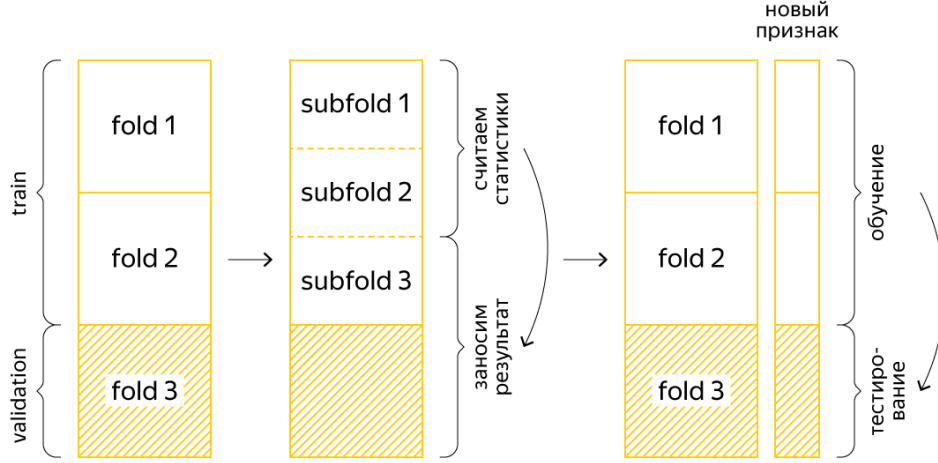 train
validation
fold 1
fold 2
fold 3
subfold 1
subfold 2
subfold 3
считаем
статистики
заносим
результат
новый
признак
fold 1
fold 2
fold 3
обучение
тестиро-
вание